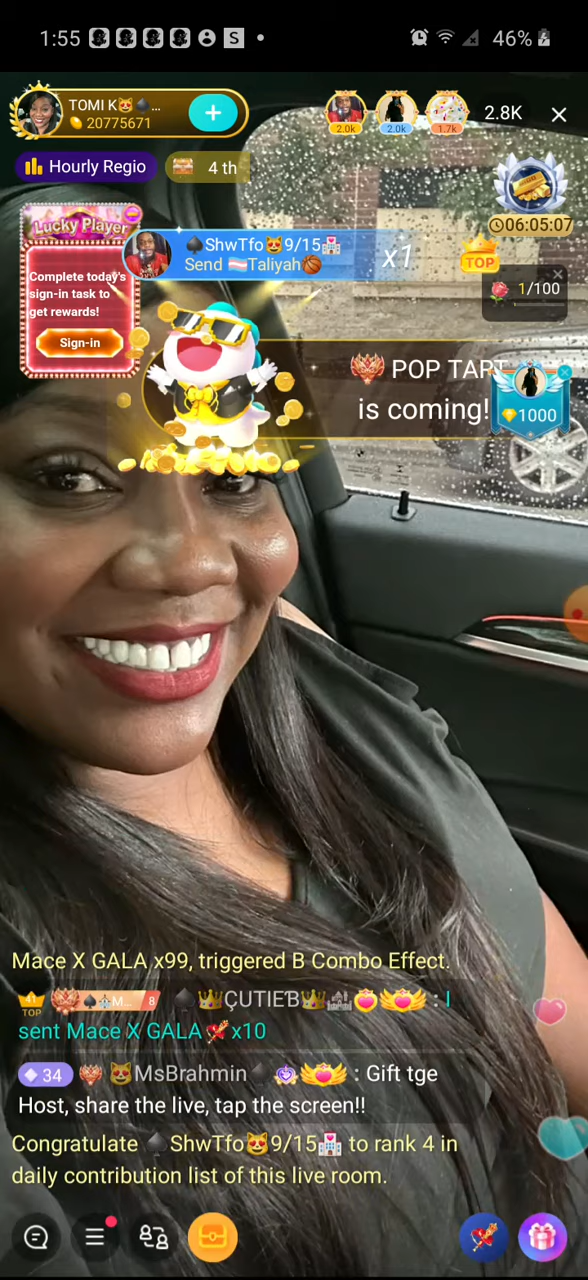 1:55
S
46%
TOMI K😻♠...
20775671
2.0k
2.0k
1.7k
2.8K
Hourly Regio
4 th
06:05:07
Lucky Player
Complete today's
sign-in task to
get rewards!
Sign-in
♠ShwTfo😻9/15🏩
Send 🏳️‍⚧️Taliyah🏀
x1
TOP
1/100
POP TART
is coming!
1000
Mace X GALA x99, triggered B Combo Effect.
TOP
♠⛪M... 8
♠👑ÇUTIEƁ👑🏰 : I
sent Mace X GALA x10
34
😻MsBrahmin♠ : Gift tge
Host, share the live, tap the screen!!
Congratulate ♠ShwTfo😻9/15🏩 to rank 4 in
daily contribution list of this live room.